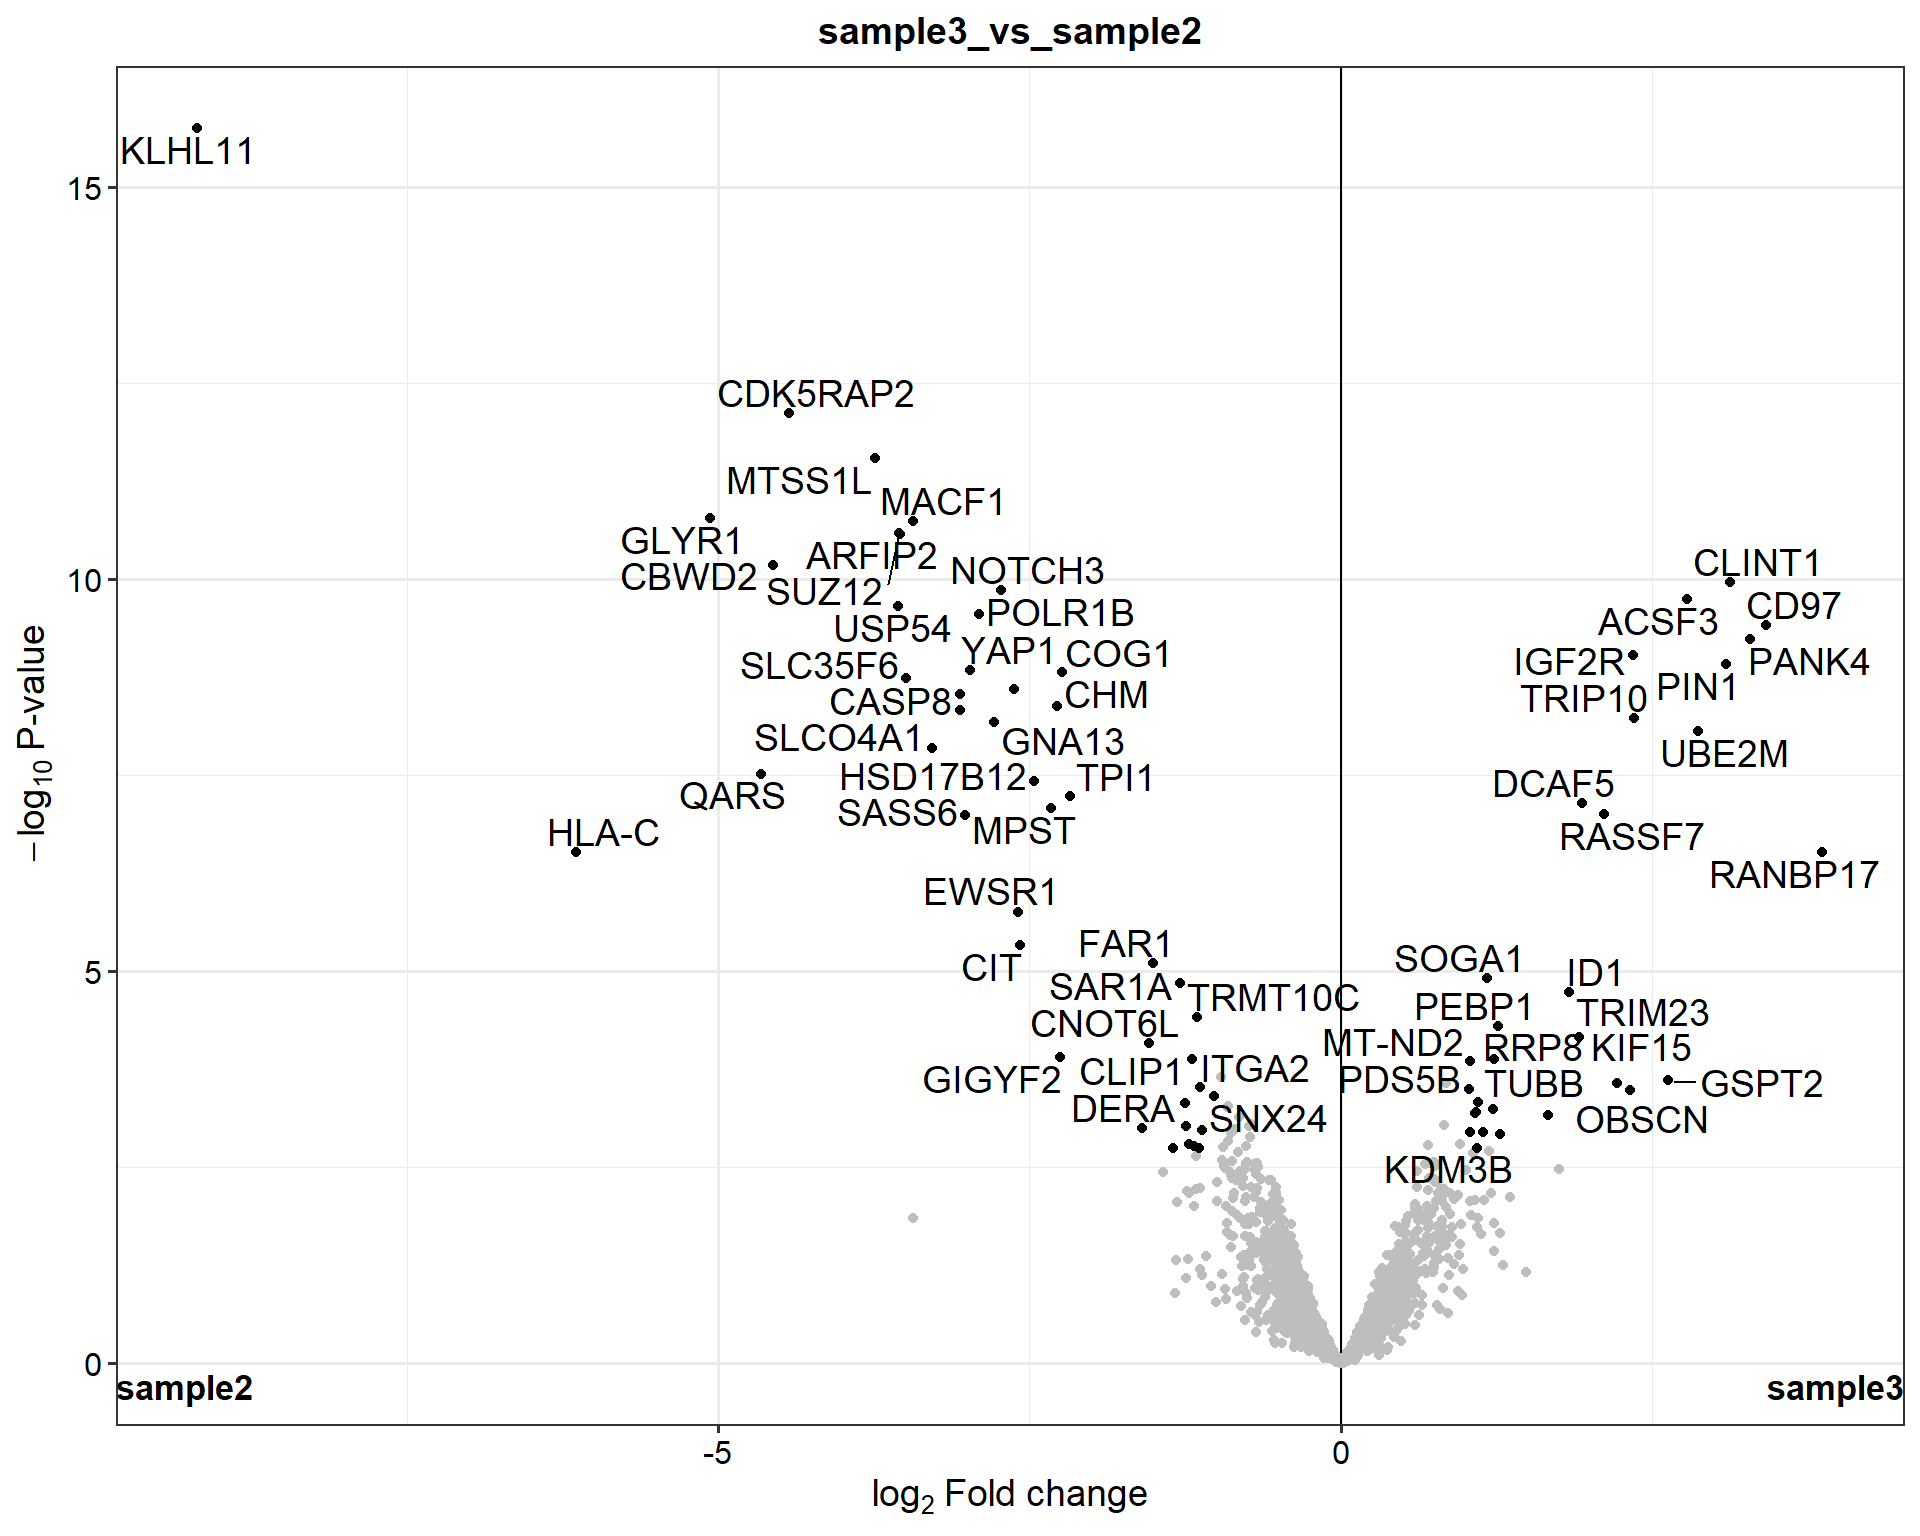 sample3_vs_sample2
KLHL11
15
CDK5RAP2
MTSS1L
MACF1
GLYR1
ARFIP2
CLINT1
NOTCH3
10
CBWD2
SUZ12
CD97
POLR1B
ACSF3
USP54
YAP1
COG1
SLC35F6
IGF2R
PANK4
PIN1
CHM
TRIP10
CASP8
SLCO4A1
GNA13
UBE2M
HSD17B12
TPI1
DCAF5
QARS
SASS6
MPST
HLA-C
RASSF7
RANBP17
EWSR1
FAR1
SOGA1
CIT
5
ID1
SAR1A
TRMT10C
PEBP1
TRIM23
CNOT6L
MT-ND2
RRP8
KIF15
ITGA2
CLIP1
GIGYF2
PDS5B
TUBB
GSPT2
DERA
SNX24
OBSCN
KDM3B
0
sample2
sample3
-5
0
log2 Fold change
−log10 P-value